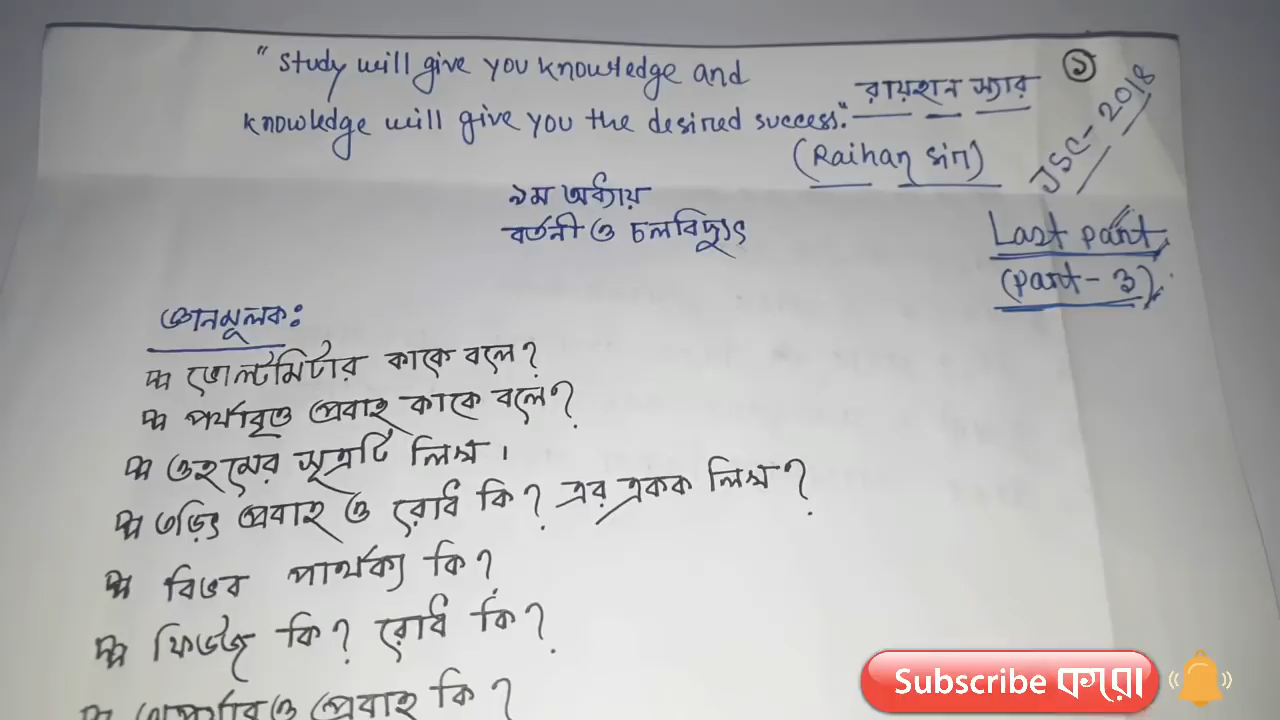 "Study will give you knowledge and
knowledge will give you the desired success."
রায়হান স্যার
(Raihan sir)
১
JSC-2018
Last part
(part-3)
৯ম অধ্যায়
বর্তনী ও চলবিদ্যুৎ
জ্ঞানমূলকঃ
ভোল্টমিটার কাকে বলে?
পর্যাবৃত্ত প্রবাহ কাকে বলে?
ওহমের সূত্রটি লিখ।
তড়িৎ প্রবাহ ও রোধ কি? এর একক লিখ?
বিভব পার্থক্য কি?
ফিউজ কি? রোধ কি?
অপর্যাবৃত্ত প্রবাহ কি?
Subscribe করো